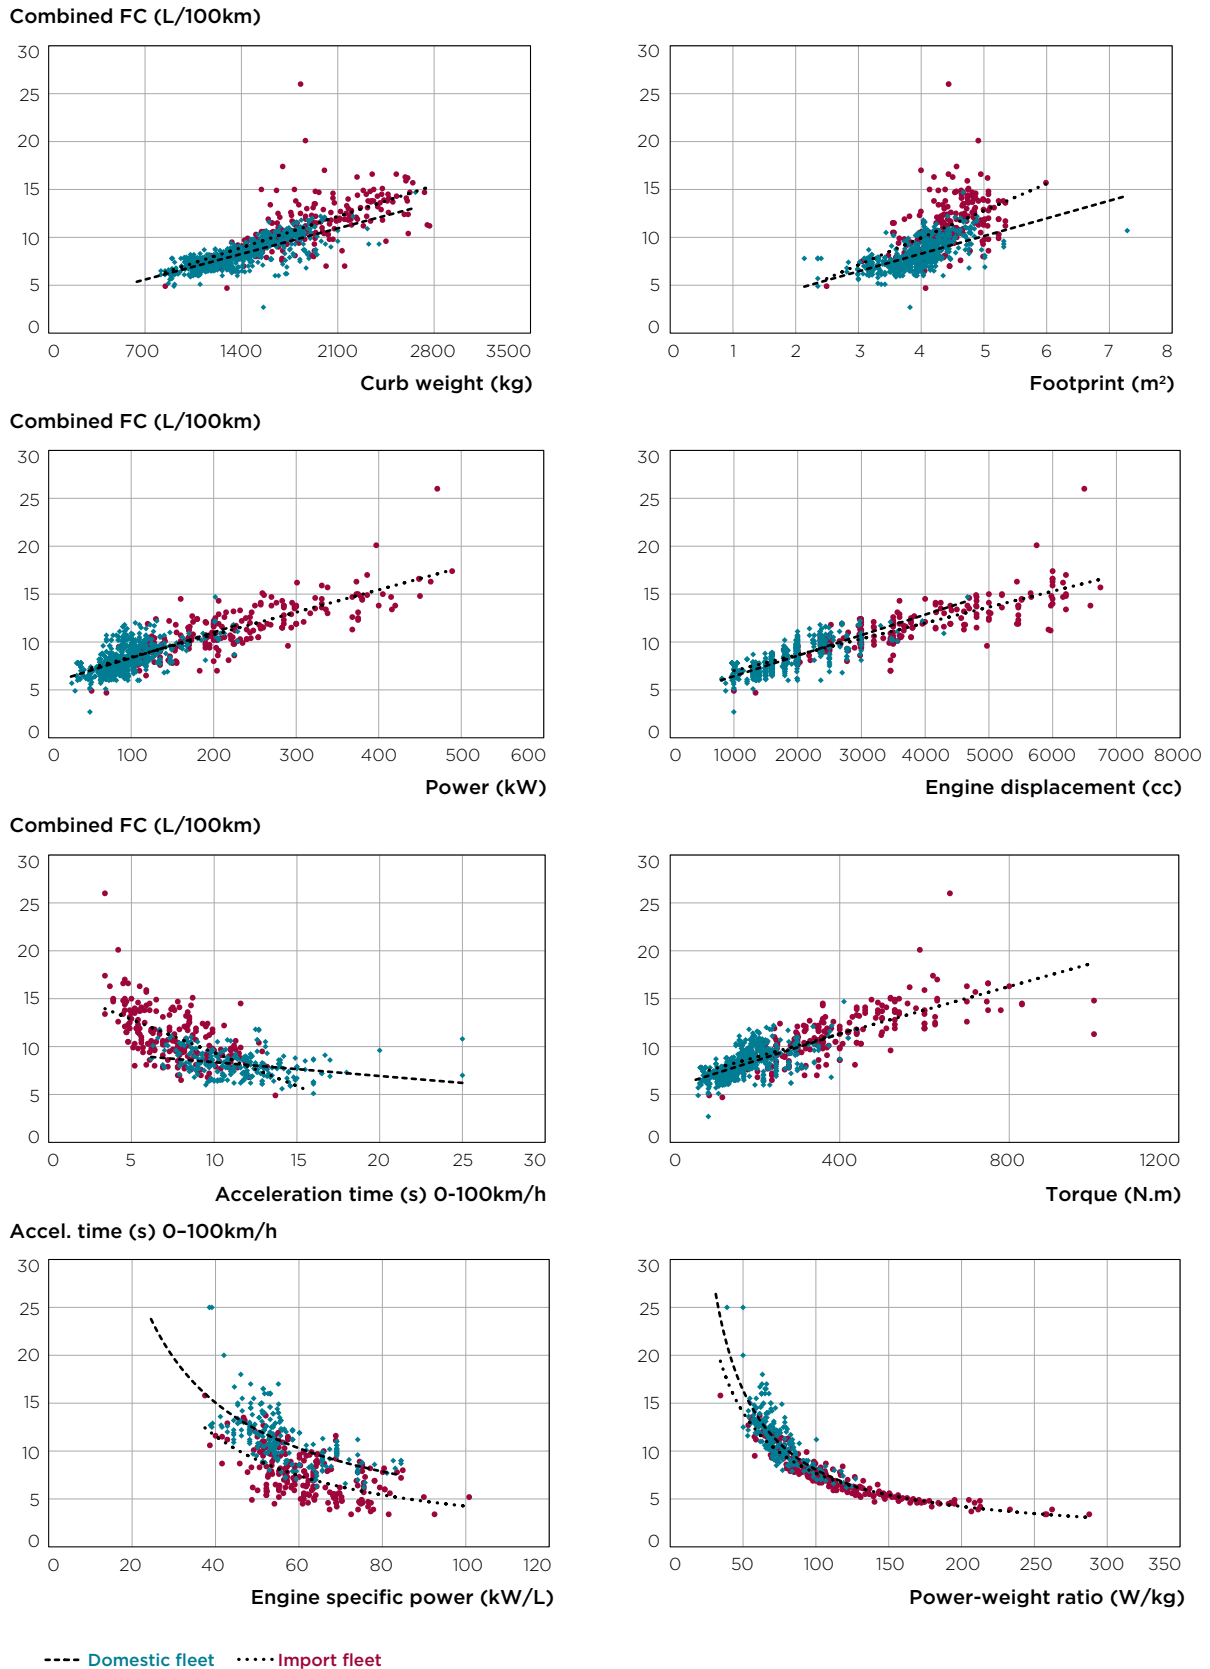 Combined FC (L/100km)
30
25
20
15
10
5
0
0 700 1400 2100 2800 3500
Curb weight (kg)
30
25
20
15
10
5
0
0 1 2 3 4 5 6 7 8
Footprint (m²)
Combined FC (L/100km)
30
25
20
15
10
5
0
0 100 200 300 400 500 600
Power (kW)
30
25
20
15
10
5
0
0 1000 2000 3000 4000 5000 6000 7000 8000
Engine displacement (cc)
Combined FC (L/100km)
30
25
20
15
10
5
0
0 5 10 15 20 25 30
Acceleration time (s) 0-100km/h
30
25
20
15
10
5
0
0 400 800 1200
Torque (N.m)
Accel. time (s) 0–100km/h
30
25
20
15
10
5
0
0 20 40 60 80 100 120
Engine specific power (kW/L)
30
25
20
15
10
5
0
0 50 100 150 200 250 300 350
Power-weight ratio (W/kg)
Domestic fleet Import fleet